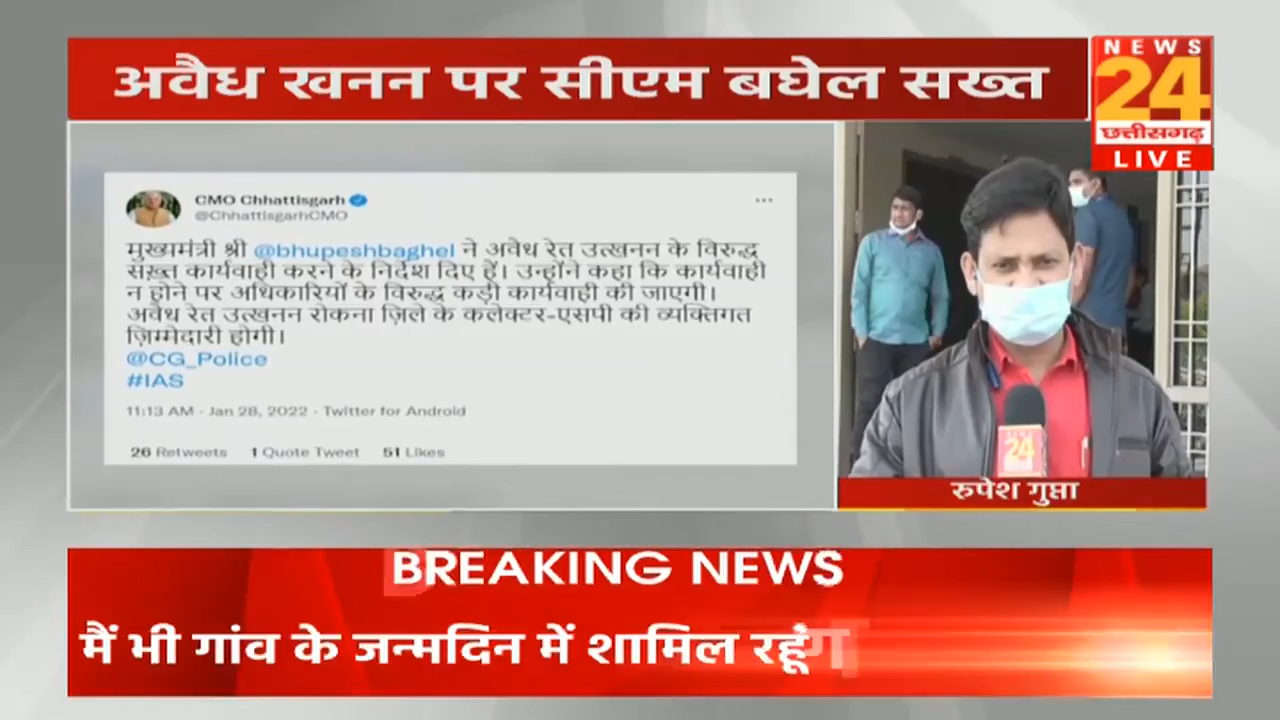 अवैध खनन पर सीएम बघेल सख्त
NEWS
24
छत्तीसगढ़
LIVE
CMO Chhattisgarh
@ChhattisgarhCMO
मुख्यमंत्री श्री @bhupeshbaghel ने अवैध रेत उत्खनन के विरुद्ध
सख़्त कार्यवाही करने के निर्देश दिए हैं। उन्होंने कहा कि कार्यवाही
न होने पर अधिकारियों के विरुद्ध कड़ी कार्यवाही की जाएगी।
अवैध रेत उत्खनन रोकना ज़िले के कलेक्टर-एसपी की व्यक्तिगत
ज़िम्मेदारी होगी।
@CG_Police
#IAS
11:13 AM · Jan 28, 2022 · Twitter for Android
26 Retweets 1 Quote Tweet 51 Likes
NEWS
24
रुपेश गुप्ता
BREAKING NEWS
मैं भी गांव के जन्मदिन में शामिल